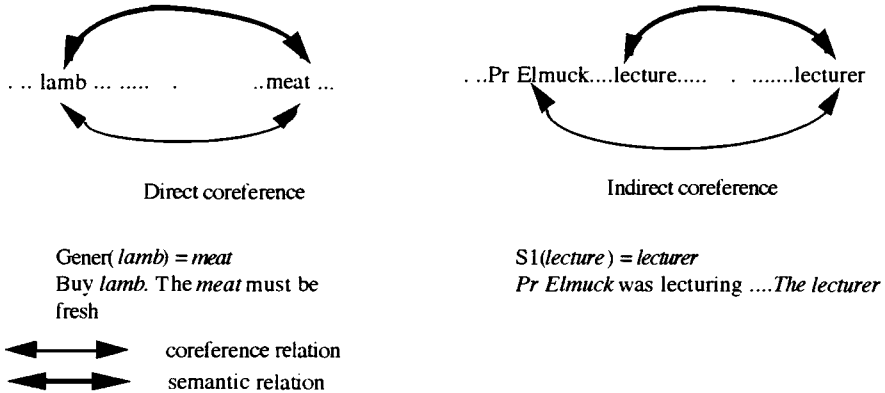 . .. lamb ... ..... . ..meat ...
. ...Pr Elmuck....lecture..... . .......lecturer
Direct coreference
Indirect coreference
Gener( lamb) = meat
Buy lamb. The meat must be
fresh
S1(lecture ) = lecturer
Pr Elmuck was lecturing ....The lecturer
coreference relation
semantic relation